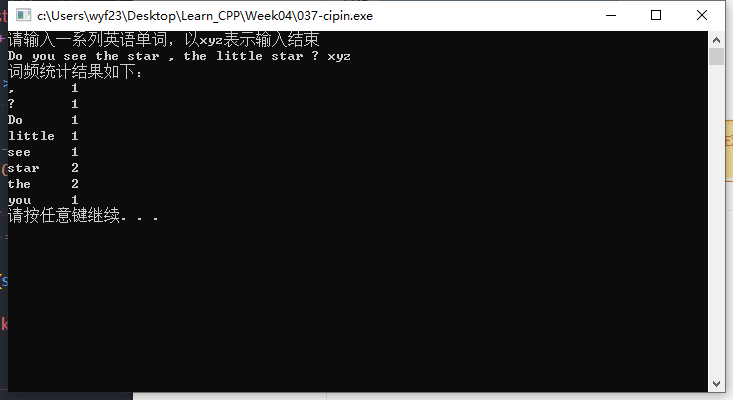 c:\Users\wyf23\Desktop\Learn_CPP\Week04\037-cipin.exe
请输入一系列英语单词，以xyz表示输入结束
Do you see the star , the little star ? xyz
词频统计结果如下：
, 1
? 1
Do 1
little 1
see 1
star 2
the 2
you 1
请按任意键继续. . .